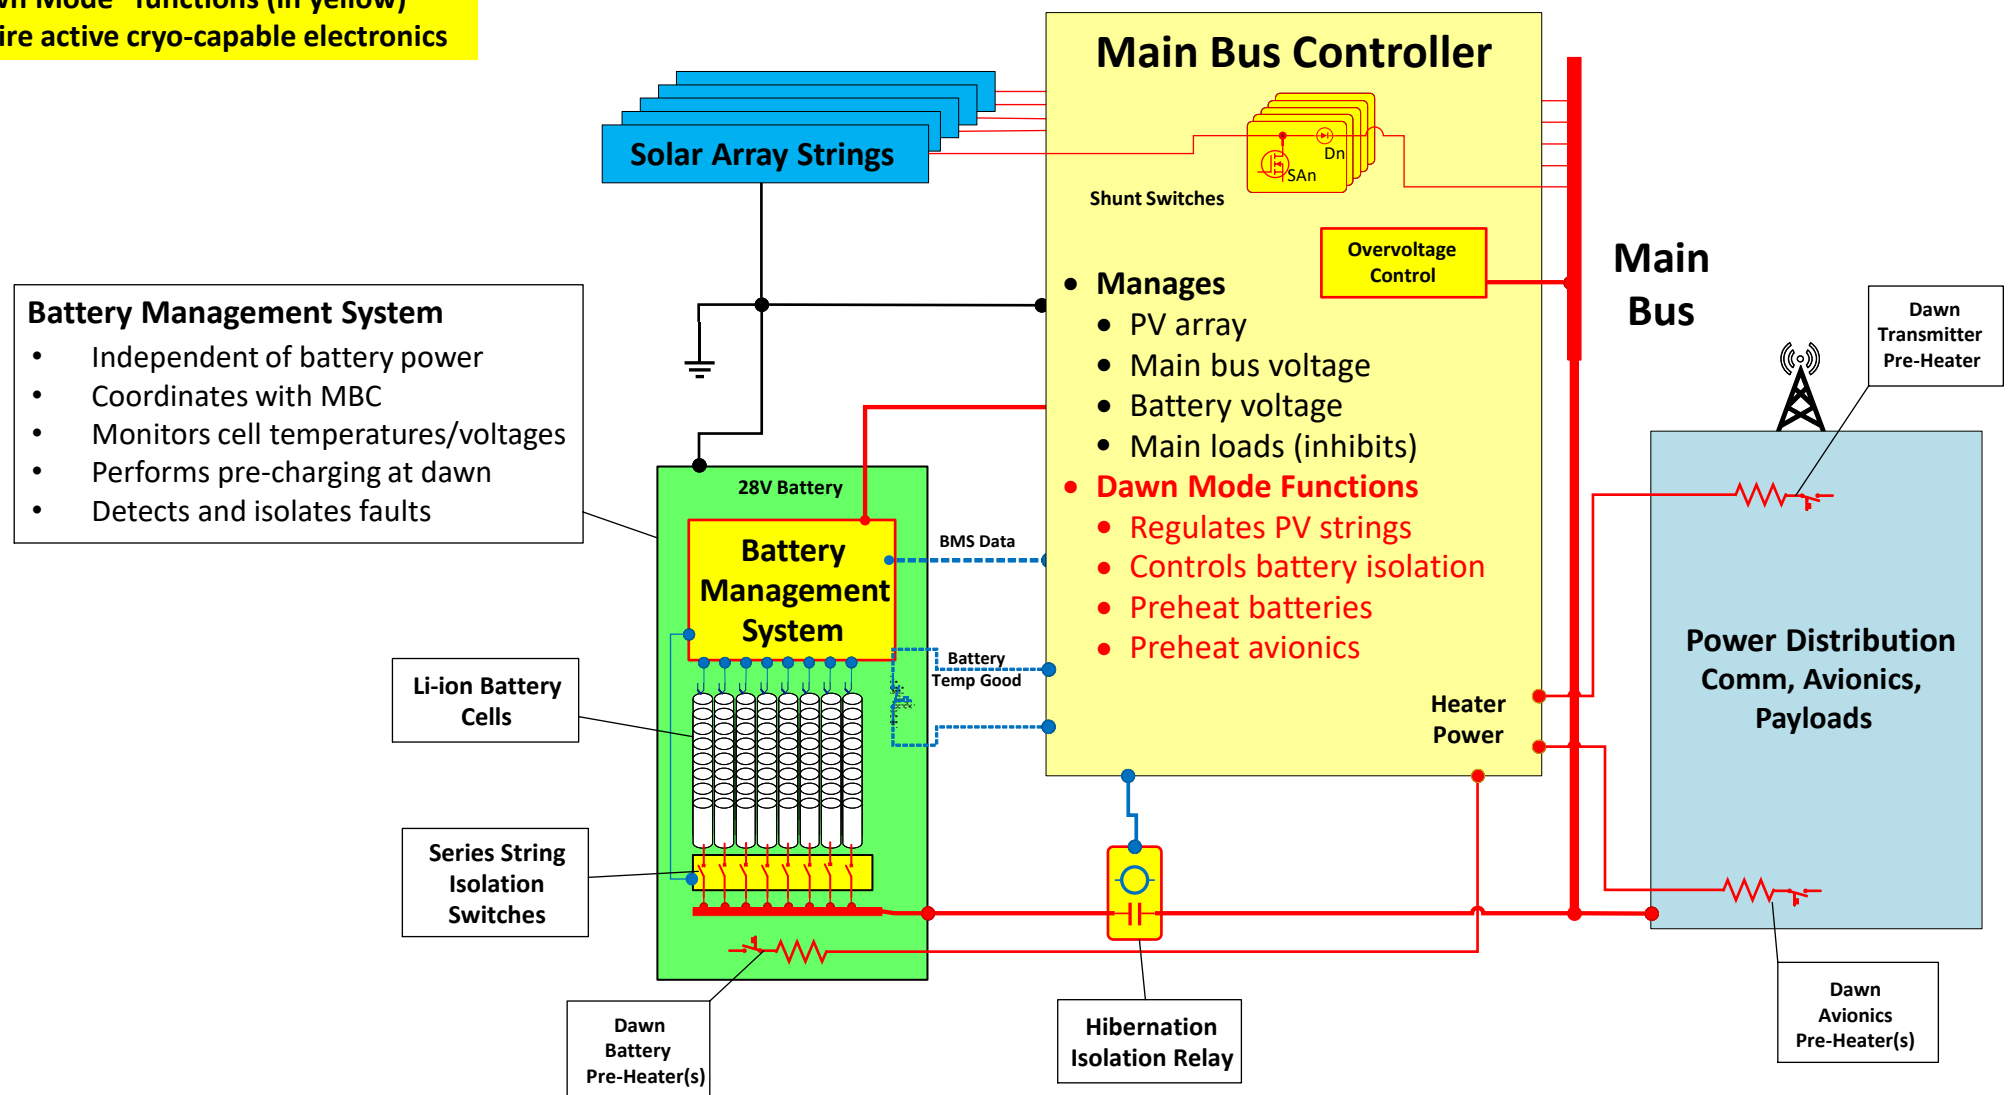 Mode" functions (in yellow)
active cryo-capable electronics
Main Bus Controller
Solar Array Strings
Dn
SAn
Shunt Switches
Overvoltage
Control
Main
Bus
• Manages
• PV array
• Main bus voltage
• Battery voltage
• Main loads (inhibits)
• Dawn Mode Functions
• Regulates PV strings
• Controls battery isolation
• Preheat batteries
• Preheat avionics
Heater
Power
Battery Management System
• Independent of battery power
• Coordinates with MBC
• Monitors cell temperatures/voltages
• Performs pre-charging at dawn
• Detects and isolates faults
28V Battery
Battery
Management
System
BMS Data
Battery
Temp Good
Li-ion Battery
Cells
Series String
Isolation
Switches
Dawn
Battery
Pre-Heater(s)
Hibernation
Isolation Relay
Dawn
Transmitter
Pre-Heater
Power Distribution
Comm, Avionics,
Payloads
Dawn
Avionics
Pre-Heater(s)